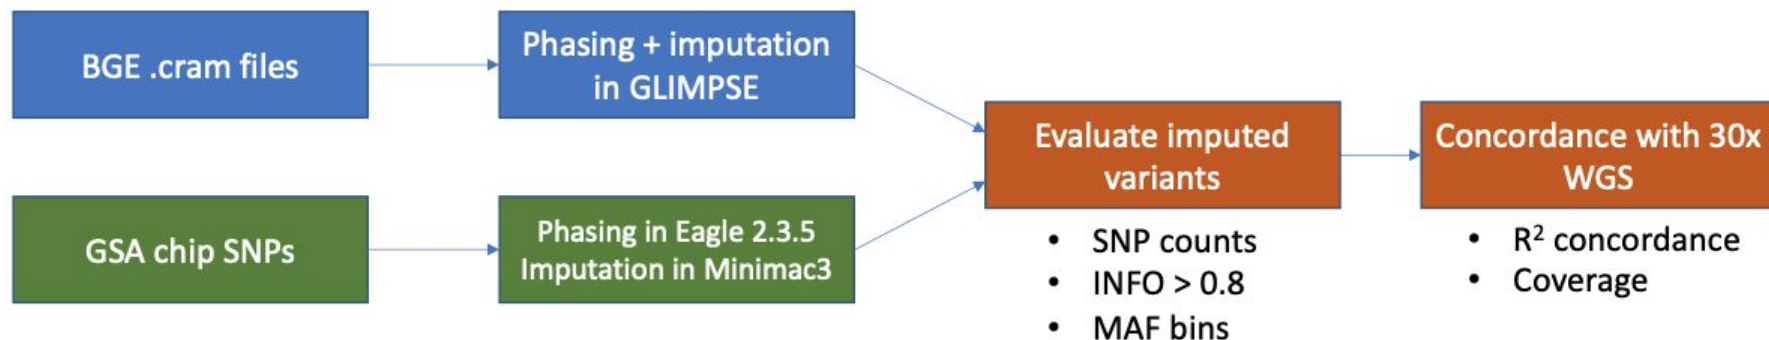 BGE .cram files
Phasing + imputation
in GLIMPSE
GSA chip SNPs
Phasing in Eagle 2.3.5
Imputation in Minimac3
Evaluate imputed
variants
• SNP counts
• INFO > 0.8
• MAF bins
Concordance with 30x
WGS
• R² concordance
• Coverage